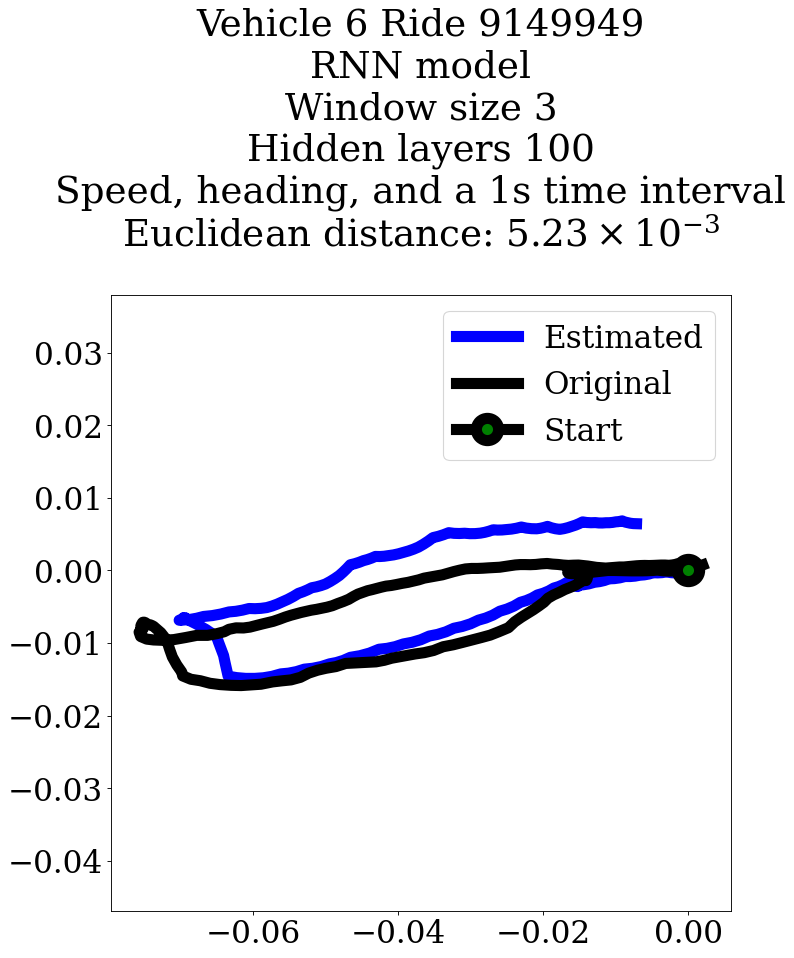 Vehicle 6 Ride 9149949
RNN model
Window size 3
Hidden layers 100
Speed, heading, and a 1s time interval
Euclidean distance: 5.23 × 10⁻³
Estimated
Original
Start
0.03
0.02
0.01
0.00
−0.01
−0.02
−0.03
−0.04
−0.06 −0.04 −0.02 0.00